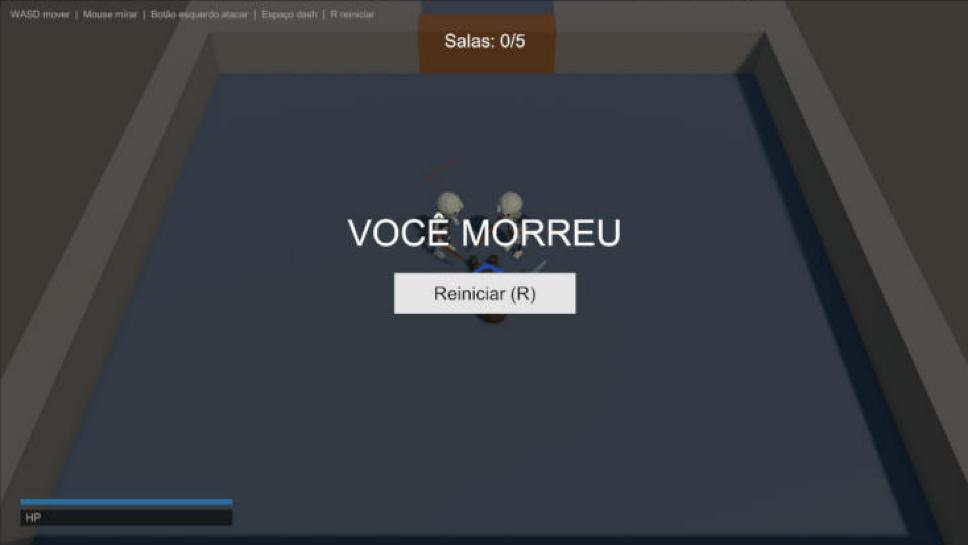 WASD mover | Mouse mirar | Botão esquerdo atacar | Espaço dash | R reiniciar
Salas: 0/5
VOCÊ MORREU
Reiniciar (R)
HP